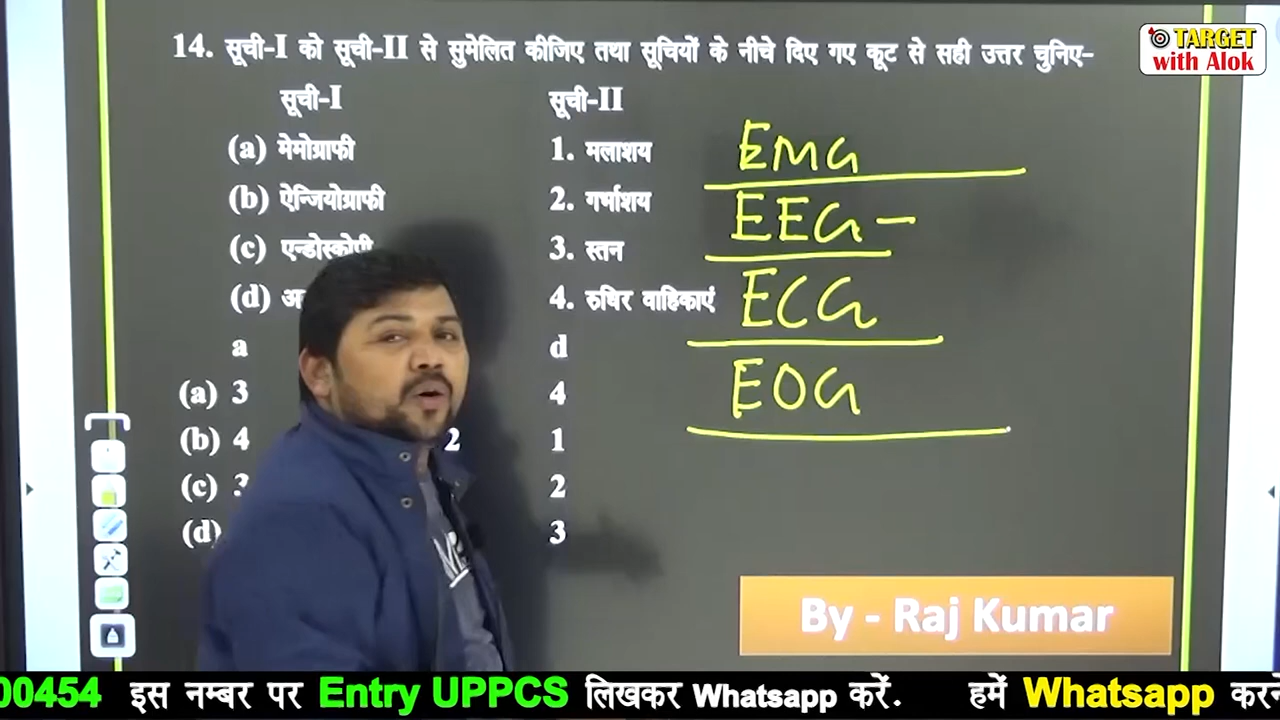 TARGET
with Alok
14. सूची-I को सूची-II से सुमेलित कीजिए तथा सूचियों के नीचे दिए गए कूट से सही उत्तर चुनिए-
सूची-I सूची-II
(a) मेमोग्राफी 1. मलाशय EMG
(b) ऐन्जियोग्राफी 2. गर्भाशय EEG -
(c) एन्डोस्कोपी 3. स्तन
(d) 4. रुधिर वाहिकाएं ECG
a d
(a) 3 4 EOG
(b) 4 2 1
(c) 3 2
(d) 3
By - Raj Kumar
00454 इस नम्बर पर Entry UPPCS लिखकर Whatsapp करें. हमें Whatsapp करने